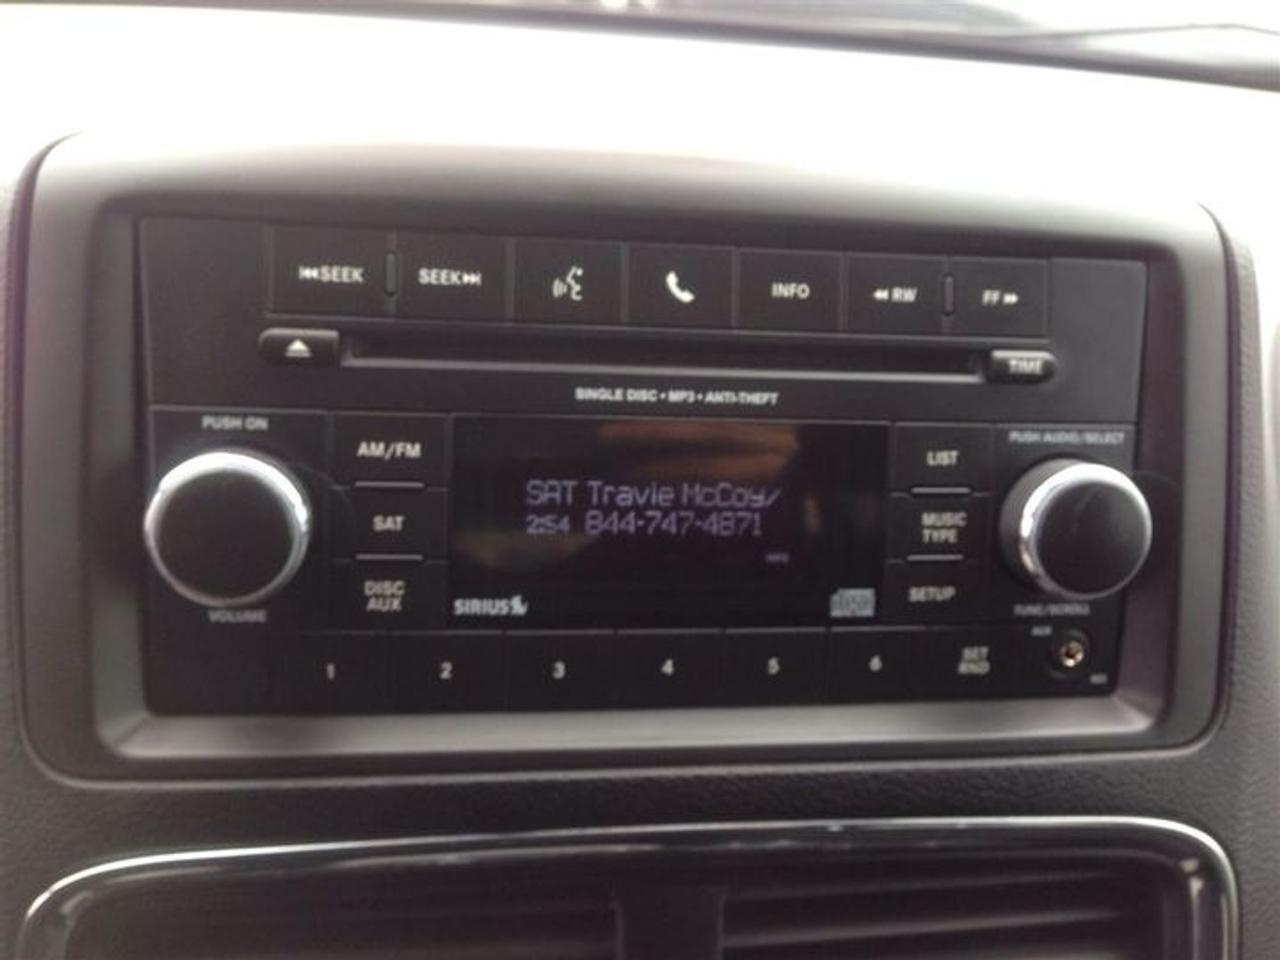 SEEK SEEK INFO RW FF
TIME
SINGLE DISC • MP3 • ANTI-THEFT
PUSH ON
PUSH AUDIO/SELECT
AM/FM
LIST
SAT Travie McCoy/
2:54 844-747-4871
SAT
MUSIC
TYPE
INFO
DISC
AUX
SETUP
SIRIUS
VOLUME
TUNE/SCROLL
AUX
1 2 3 4 5 6
SET
RND